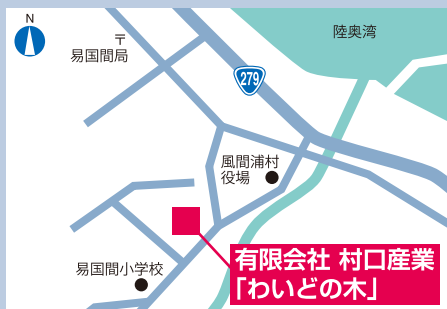 N
陸奥湾
〒
易国間局
279
風間浦村
役場
有限会社 村口産業
「わいどの木」
易国間小学校